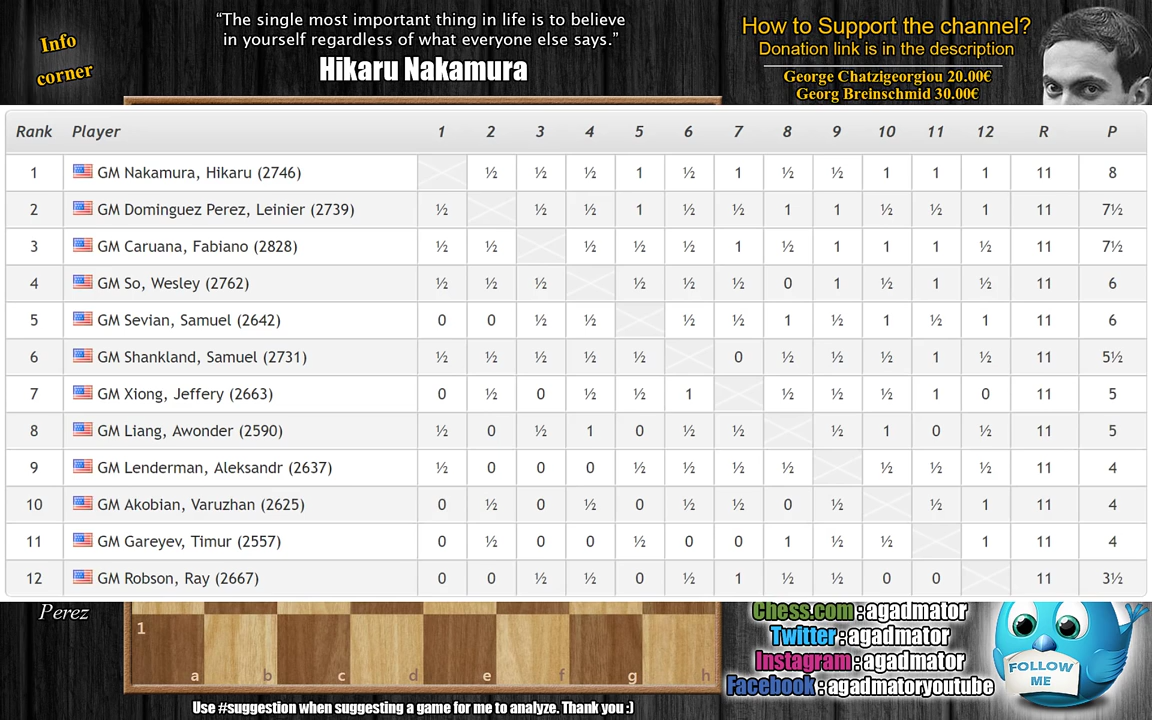 Info
corner
“The single most important thing in life is to believe
in yourself regardless of what everyone else says.”
Hikaru Nakamura
How to Support the channel?
Donation link is in the description
George Chatzigeorgiou 20.00€
Georg Breinschmid 30.00€
Rank Player 1 2 3 4 5 6 7 8 9 10 11 12 R P
1 GM Nakamura, Hikaru (2746) ½ ½ ½ 1 ½ 1 ½ ½ 1 1 1 11 8
2 GM Dominguez Perez, Leinier (2739) ½ ½ ½ 1 ½ ½ 1 1 ½ ½ 1 11 7½
3 GM Caruana, Fabiano (2828) ½ ½ ½ ½ ½ 1 ½ 1 1 1 ½ 11 7½
4 GM So, Wesley (2762) ½ ½ ½ ½ ½ ½ 0 1 ½ 1 ½ 11 6
5 GM Sevian, Samuel (2642) 0 0 ½ ½ ½ ½ 1 ½ 1 ½ 1 11 6
6 GM Shankland, Samuel (2731) ½ ½ ½ ½ ½ 0 ½ ½ ½ 1 ½ 11 5½
7 GM Xiong, Jeffery (2663) 0 ½ 0 ½ ½ 1 ½ ½ ½ 1 0 11 5
8 GM Liang, Awonder (2590) ½ 0 ½ 1 0 ½ ½ ½ 1 0 ½ 11 5
9 GM Lenderman, Aleksandr (2637) ½ 0 0 0 ½ ½ ½ ½ ½ ½ ½ 11 4
10 GM Akobian, Varuzhan (2625) 0 ½ 0 ½ 0 ½ ½ 0 ½ ½ 1 11 4
11 GM Gareyev, Timur (2557) 0 ½ 0 0 ½ 0 0 1 ½ ½ 1 11 4
12 GM Robson, Ray (2667) 0 0 ½ ½ 0 ½ 1 ½ ½ 0 0 11 3½
Perez
1
a b c d e f g h
Chess.com : agadmator
Twitter : agadmator
Instagram : agadmator
Facebook : agadmatoryoutube
FOLLOW
ME
Use #suggestion when suggesting a game for me to analyze. Thank you :)